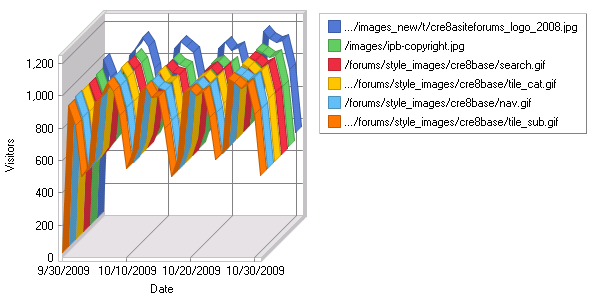 .../images_new/t/cre8asiteforums_logo_2008.jpg
/images/ipb-copyright.jpg
/forums/style_images/cre8base/search.gif
.../forums/style_images/cre8base/tile_cat.gif
/forums/style_images/cre8base/nav.gif
.../forums/style_images/cre8base/tile_sub.gif
1,200
1,000
800
600
400
200
0
Visitors
9/30/2009 10/10/2009 10/20/2009 10/30/2009
Date